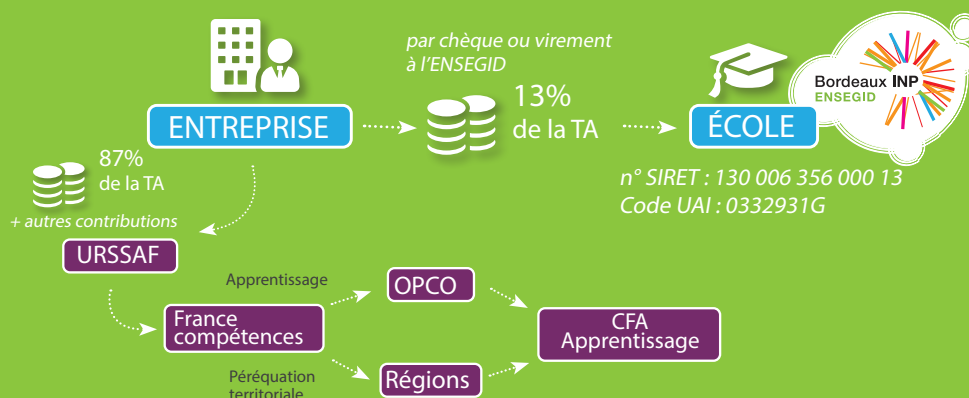 par chèque ou virement
à l'ENSEGID
ENTREPRISE
13%
de la TA
ÉCOLE
Bordeaux INP
ENSEGID
n° SIRET : 130 006 356 000 13
Code UAI : 0332931G
87%
de la TA
+ autres contributions
URSSAF
Apprentissage
OPCO
France
compétences
CFA
Apprentissage
Péréquation
territoriale
Régions